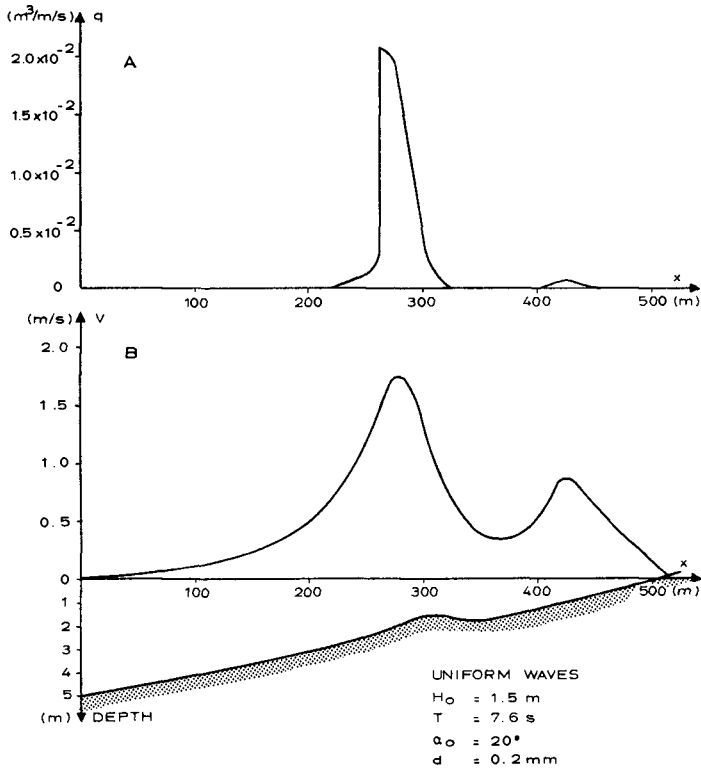 (m³/m/s) q
A
2.0x10⁻²
1.5x10⁻²
1.0x10⁻²
0.5x10⁻²
0
x
100 200 300 400 500 (m)
(m/s) V
B
2.0
1.5
1.0
0.5
0
x
100 200 300 400 500 (m)
1
2
3
4
5
(m) DEPTH
UNIFORM WAVES
H₀ = 1.5 m
T = 7.6 s
α₀ = 20°
d = 0.2 mm